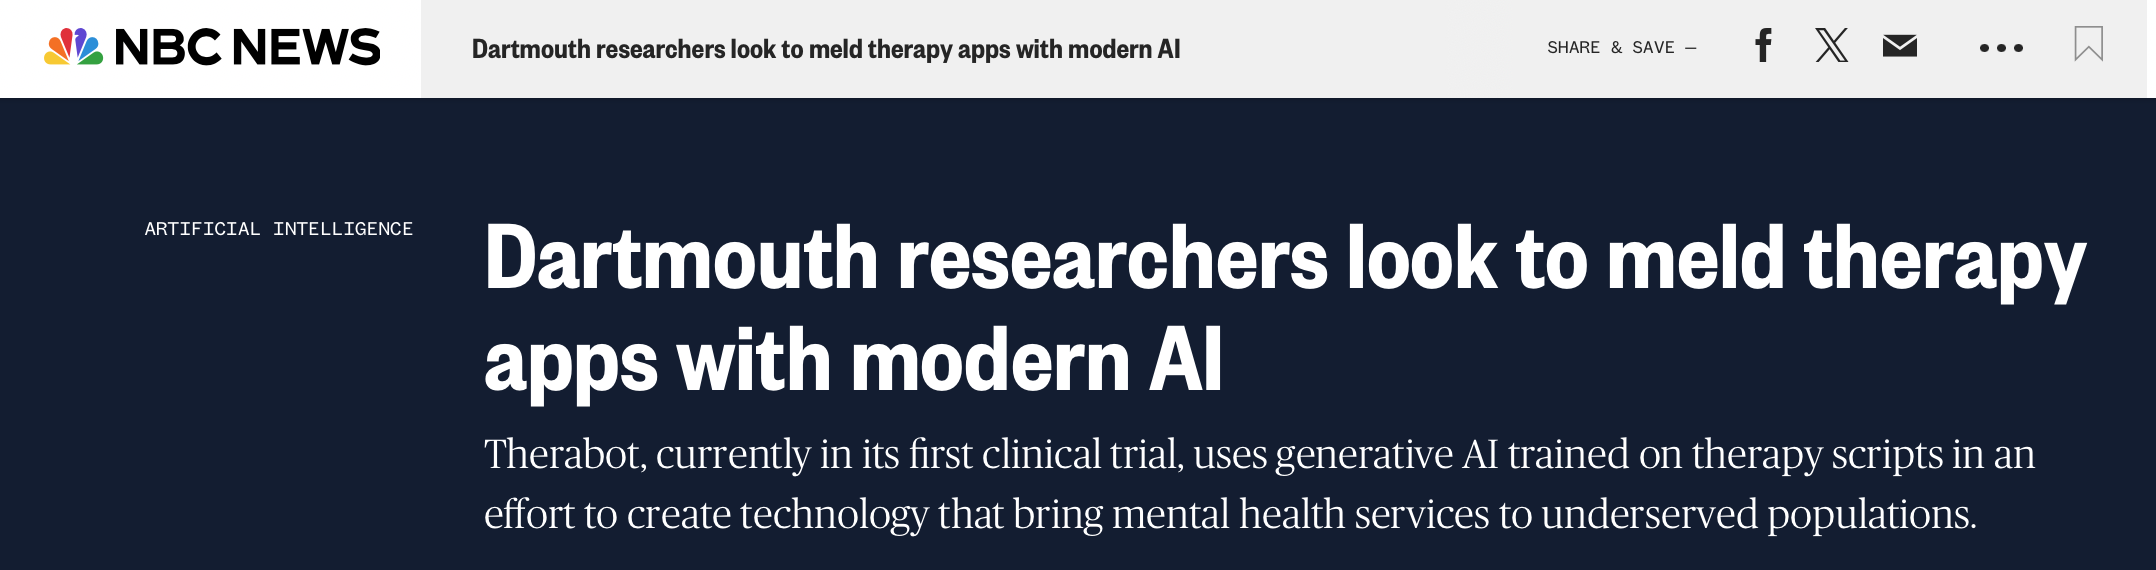 NBC NEWS
Dartmouth researchers look to meld therapy apps with modern AI
SHARE & SAVE —
ARTIFICIAL INTELLIGENCE
Dartmouth researchers look to meld therapy
apps with modern AI
Therabot, currently in its first clinical trial, uses generative AI trained on therapy scripts in an
effort to create technology that bring mental health services to underserved populations.